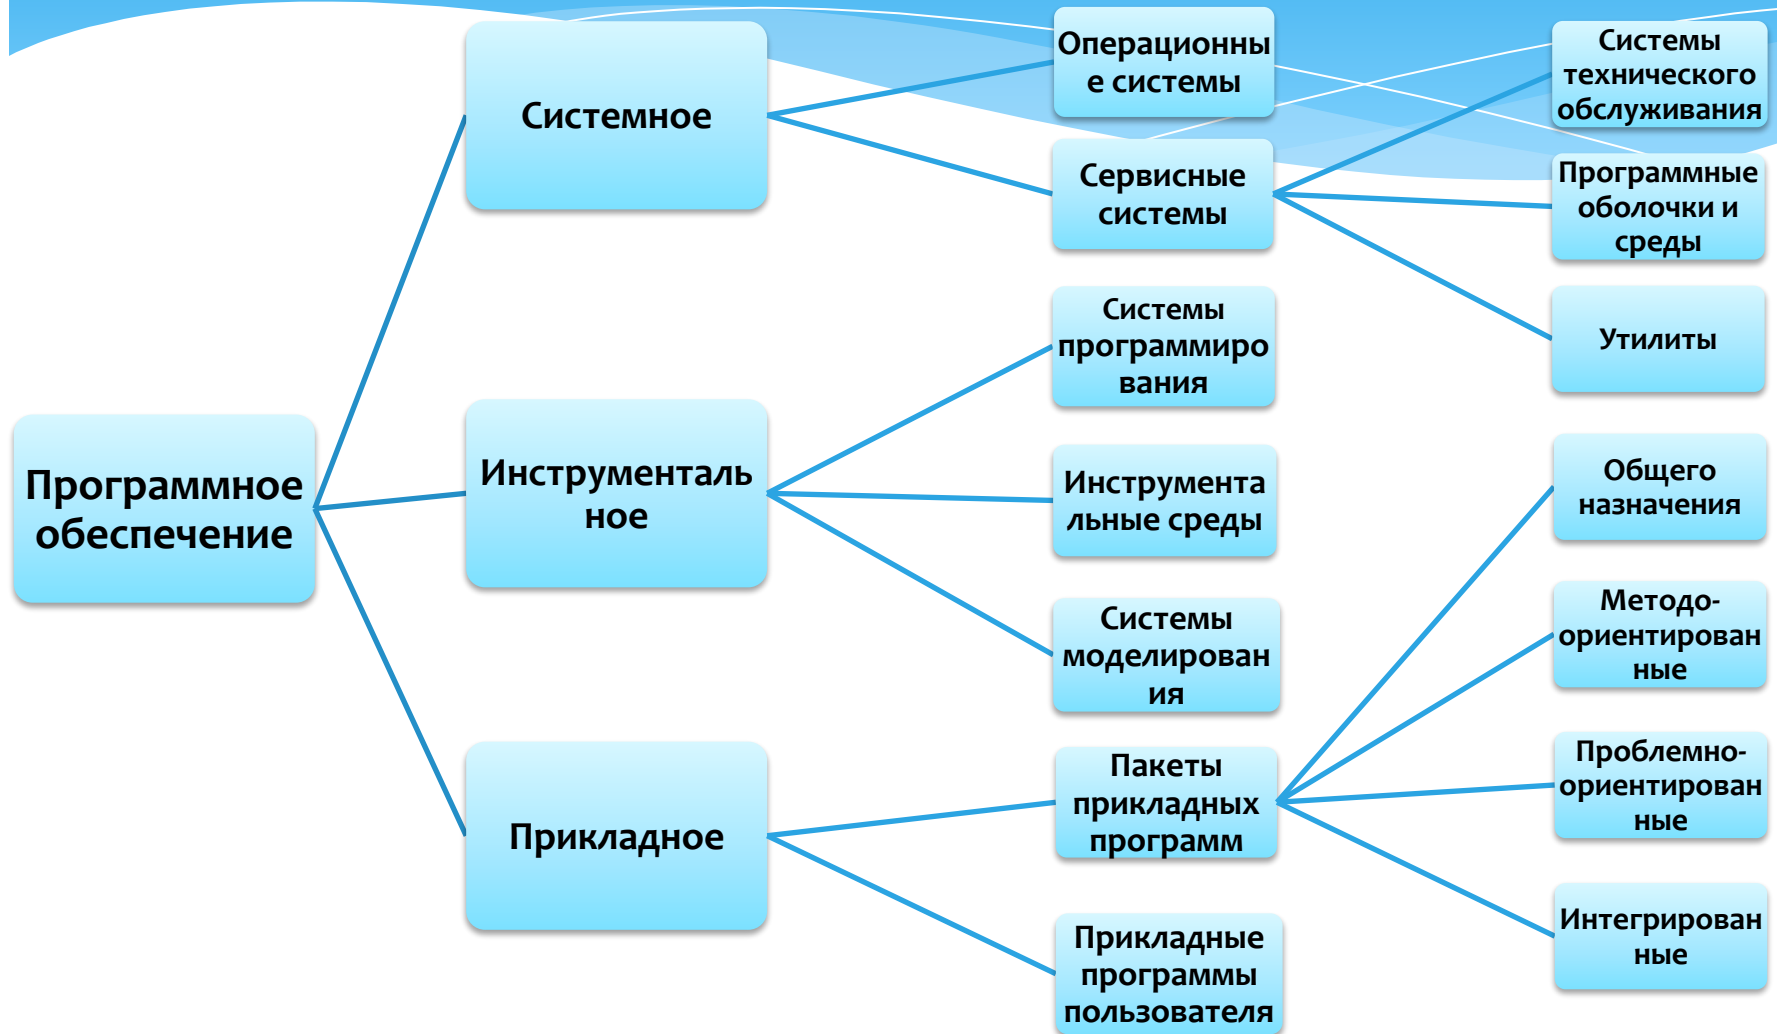 Программное
обеспечение
Системное
Операционны
е системы
Сервисные
системы
Системы
технического
обслуживания
Программные
оболочки и
среды
Утилиты
Инструменталь
ное
Системы
программиро
вания
Инструмента
льные среды
Системы
моделирован
ия
Прикладное
Пакеты
прикладных
программ
Общего
назначения
Методо-
ориентирован
ные
Проблемно-
ориентирован
ные
Интегрирован
ные
Прикладные
программы
пользователя